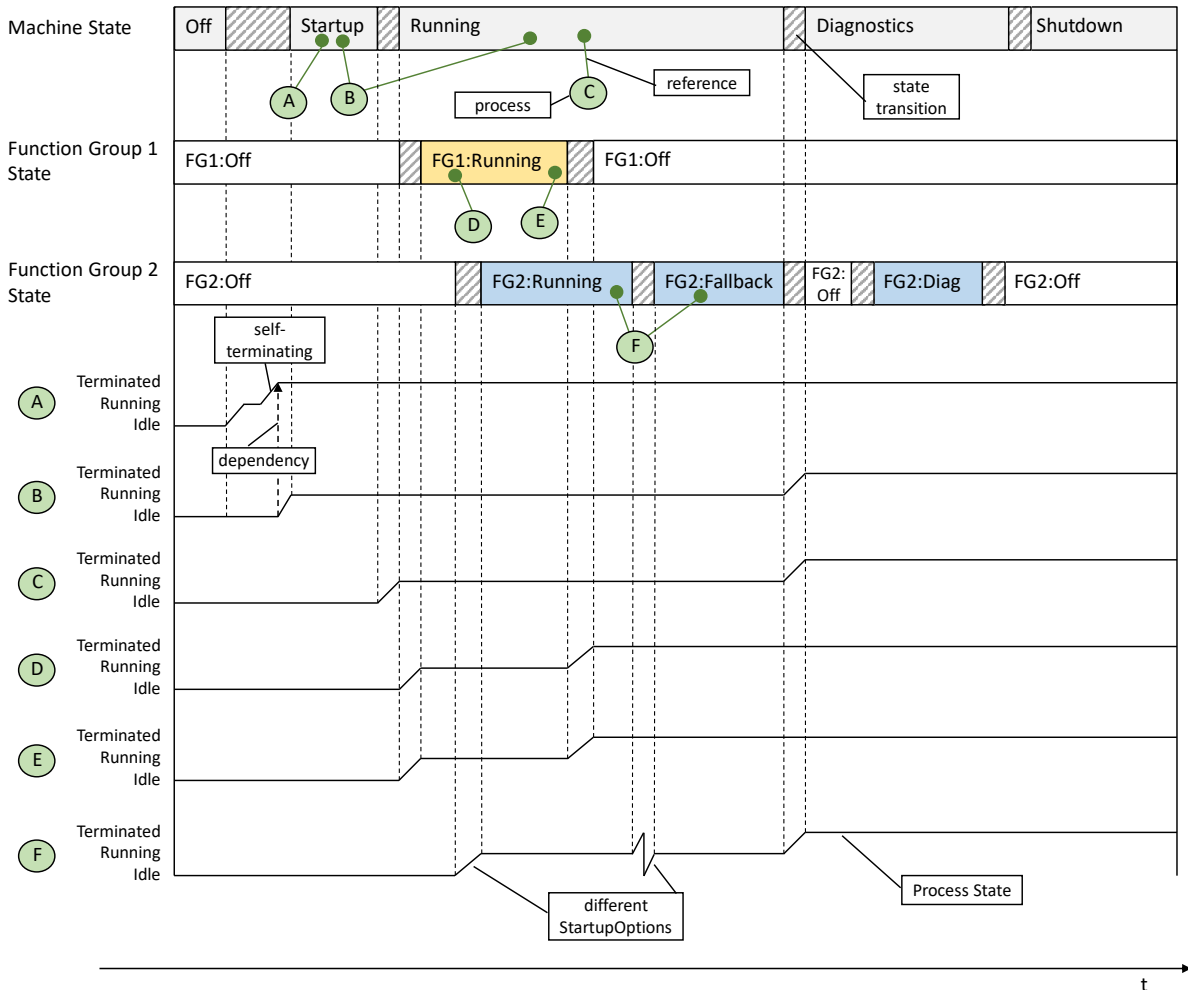 Machine State
Off
Startup
Running
Diagnostics
Shutdown
A
B
process
C
reference
state
transition
Function Group 1
State
FG1:Off
FG1:Running
FG1:Off
D
E
Function Group 2
State
FG2:Off
FG2:Running
FG2:Fallback
FG2:
Off
FG2:Diag
FG2:Off
F
self-
terminating
A
Terminated
Running
Idle
dependency
B
Terminated
Running
Idle
C
Terminated
Running
Idle
D
Terminated
Running
Idle
E
Terminated
Running
Idle
F
Terminated
Running
Idle
different
StartupOptions
Process State
t